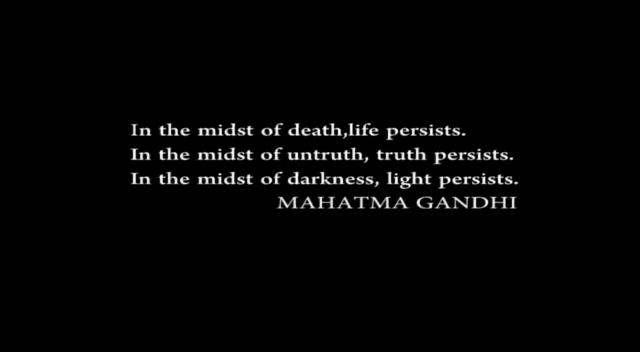 In the midst of death,life persists.
In the midst of untruth, truth persists.
In the midst of darkness, light persists.
MAHATMA GANDHI